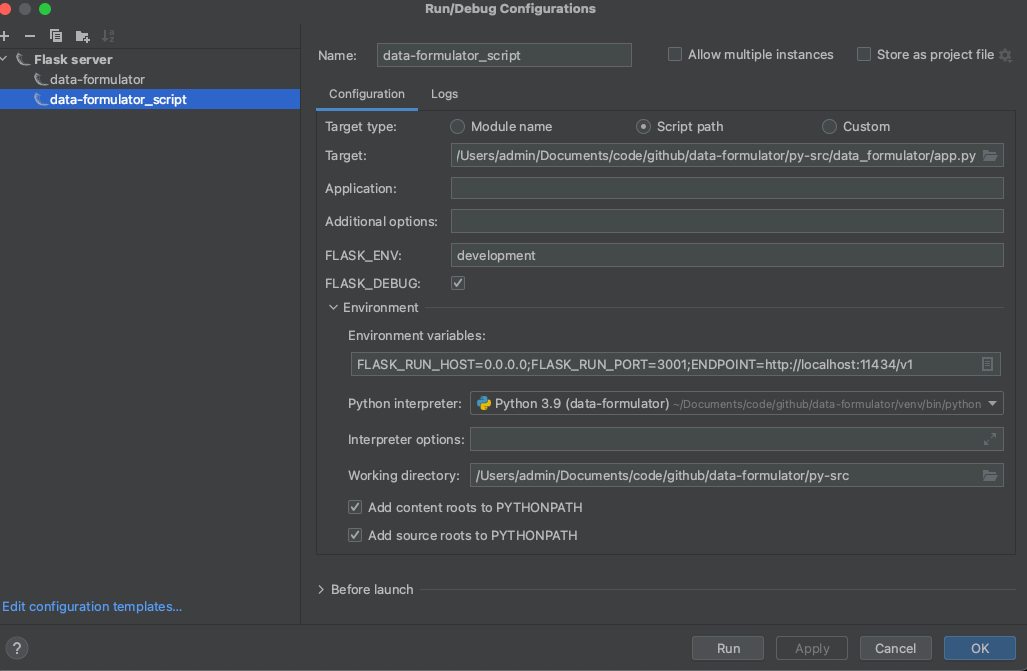 Run/Debug Configurations
Flask server
data-formulator
data-formulator_script
Edit configuration templates...
Name: data-formulator_script Allow multiple instances Store as project file
Configuration Logs
Target type: Module name Script path Custom
Target: /Users/admin/Documents/code/github/data-formulator/py-src/data_formulator/app.py
Application:
Additional options:
FLASK_ENV: development
FLASK_DEBUG:
Environment
Environment variables:
FLASK_RUN_HOST=0.0.0.0;FLASK_RUN_PORT=3001;ENDPOINT=http://localhost:11434/v1
Python interpreter: Python 3.9 (data-formulator) ~/Documents/code/github/data-formulator/venv/bin/python
Interpreter options:
Working directory: /Users/admin/Documents/code/github/data-formulator/py-src
Add content roots to PYTHONPATH
Add source roots to PYTHONPATH
Before launch
? Run Apply Cancel OK